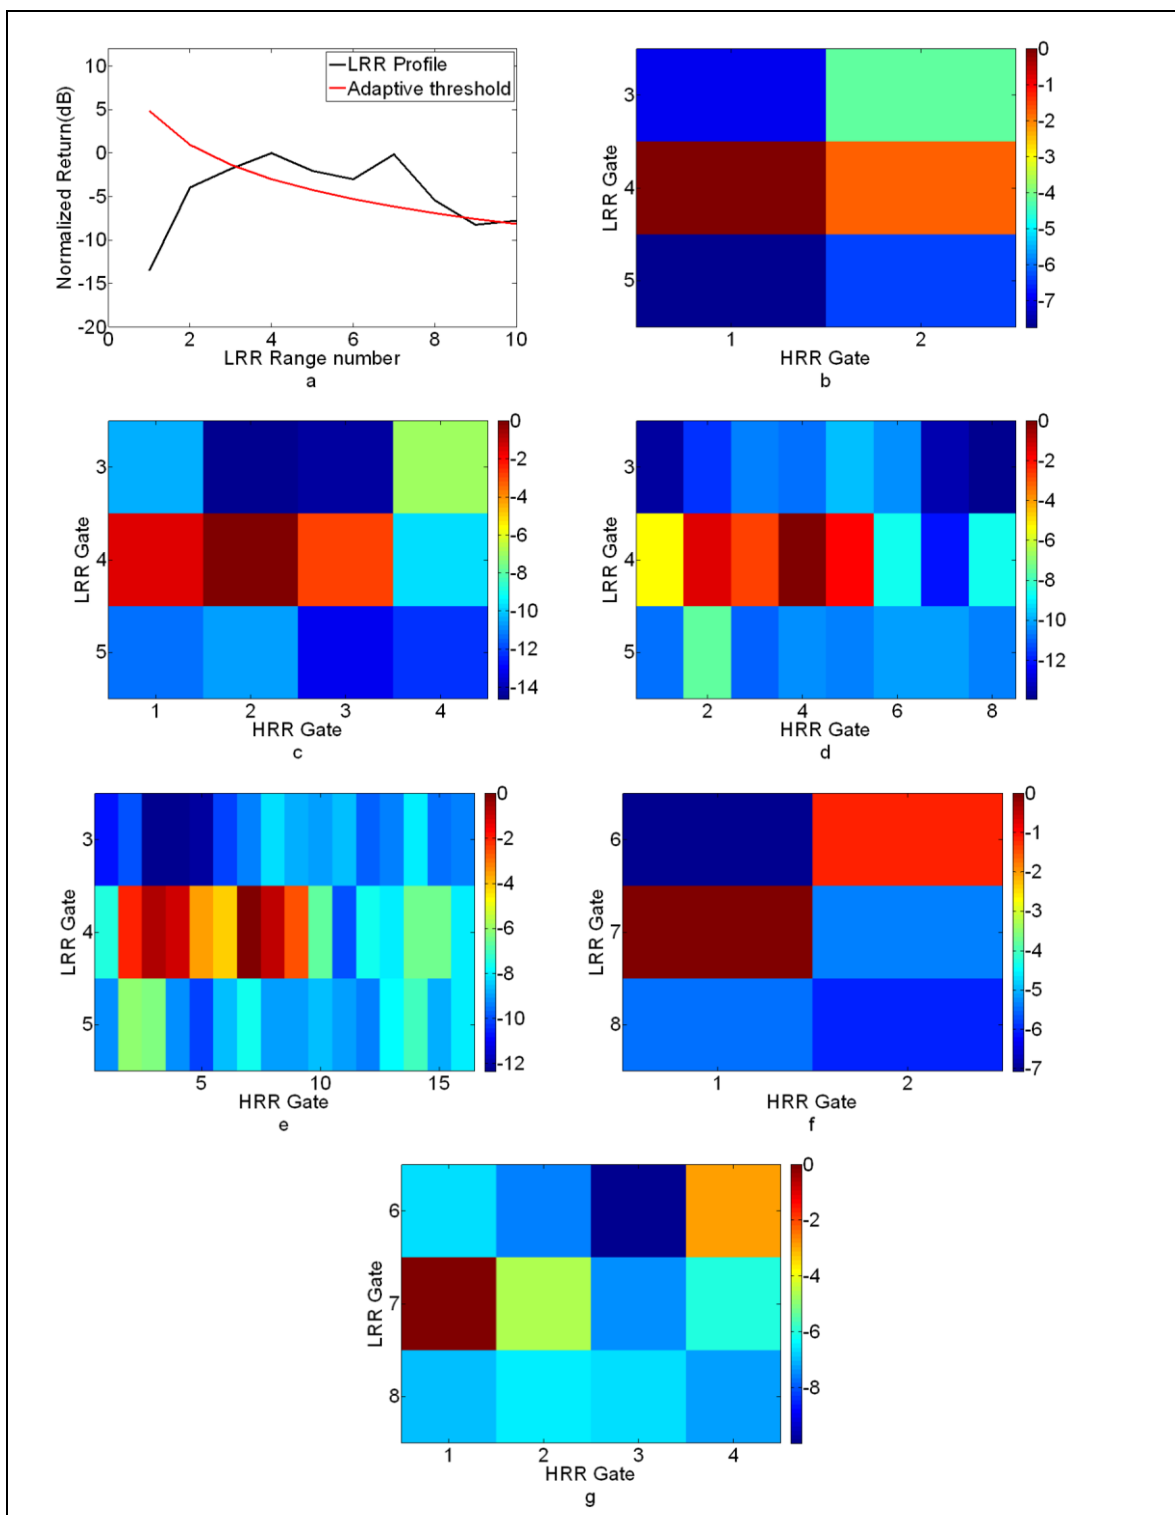 10
5
0
-5
-10
-15
-20
0 2 4 6 8 10
Normalized Return(dB)
LRR Profile
Adaptive threshold
LRR Range number
a
3
4
5
LRR Gate
1 2
HRR Gate
b
0
-1
-2
-3
-4
-5
-6
-7
3
4
5
LRR Gate
1 2 3 4
HRR Gate
c
0
-2
-4
-6
-8
-10
-12
-14
3
4
5
LRR Gate
2 4 6 8
HRR Gate
d
0
-2
-4
-6
-8
-10
-12
3
4
5
LRR Gate
5 10 15
HRR Gate
e
0
-2
-4
-6
-8
-10
-12
6
7
8
LRR Gate
1 2
HRR Gate
f
0
-1
-2
-3
-4
-5
-6
-7
6
7
8
LRR Gate
1 2 3 4
HRR Gate
g
0
-2
-4
-6
-8